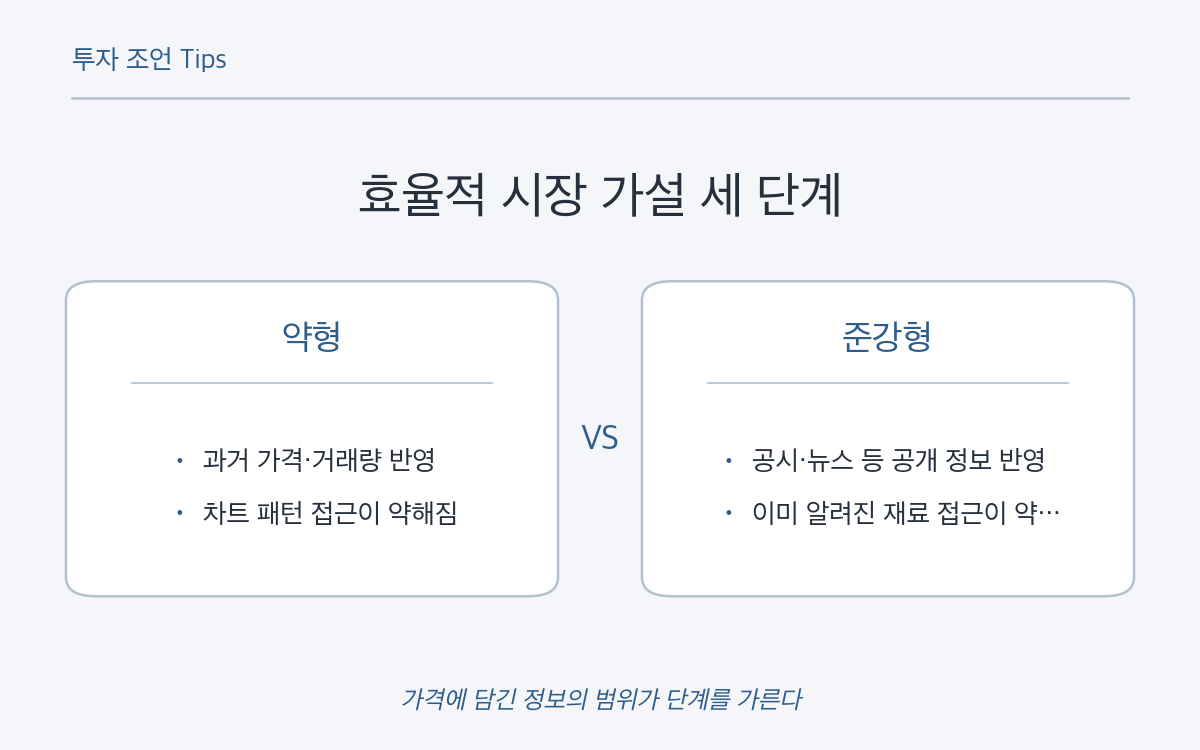 투자 조언 Tips
효율적 시장 가설 세 단계
약형
• 과거 가격·거래량 반영
• 차트 패턴 접근이 약해짐
VS
준강형
• 공시·뉴스 등 공개 정보 반영
• 이미 알려진 재료 접근이 약…
가격에 담긴 정보의 범위가 단계를 가른다